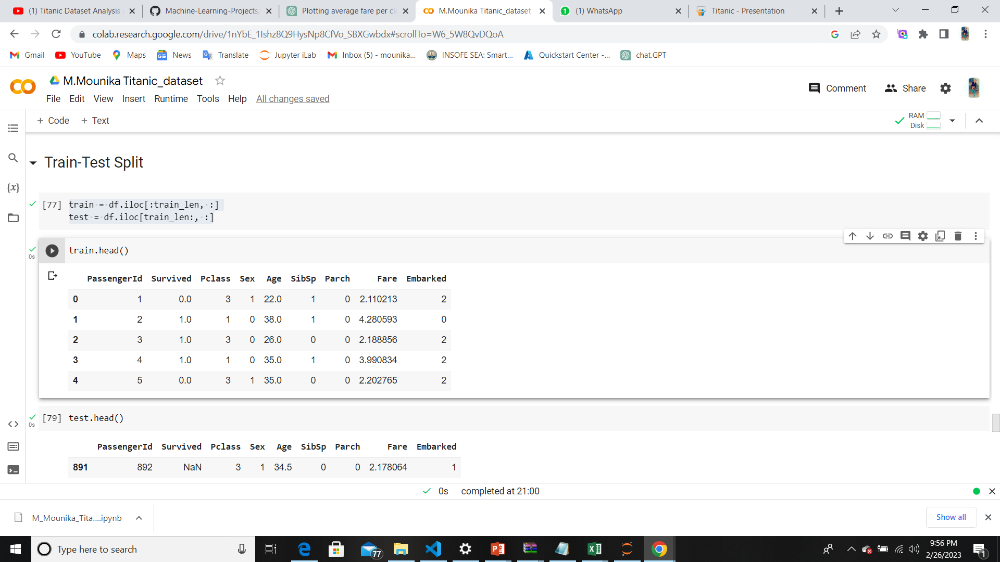 (1) Titanic Dataset Analysis
Machine-Learning-Projects/
Plotting average fare per cla
M.Mounika Titanic_dataset
(1) WhatsApp
Titanic - Presentation
colab.research.google.com/drive/1nYbE_1Ishz8Q9HysNp8CfVo_SBXGwbdx#scrollTo=W6_5W8QvDQoA
Gmail YouTube Maps News Translate Jupyter iLab Inbox (5) - mounika... INSOFE SEA: Smart... Quickstart Center -... chat.GPT
M.Mounika Titanic_dataset
File Edit View Insert Runtime Tools Help All changes saved
Comment Share
+ Code + Text
RAM
Disk
Train-Test Split
[77] train = df.iloc[:train_len, :]
test = df.iloc[train_len:, :]
train.head()
0s
PassengerId Survived Pclass Sex Age SibSp Parch Fare Embarked
0 1 0.0 3 1 22.0 1 0 2.110213 2
1 2 1.0 1 0 38.0 1 0 4.280593 0
2 3 1.0 3 0 26.0 0 0 2.188856 2
3 4 1.0 1 0 35.0 1 0 3.990834 2
4 5 0.0 3 1 35.0 0 0 2.202765 2
[79] test.head()
0s
PassengerId Survived Pclass Sex Age SibSp Parch Fare Embarked
891 892 NaN 3 1 34.5 0 0 2.178064 1
0s completed at 21:00
M_Mounika_Tita....ipynb
Show all
Type here to search
77
9:56 PM
2/26/2023
1